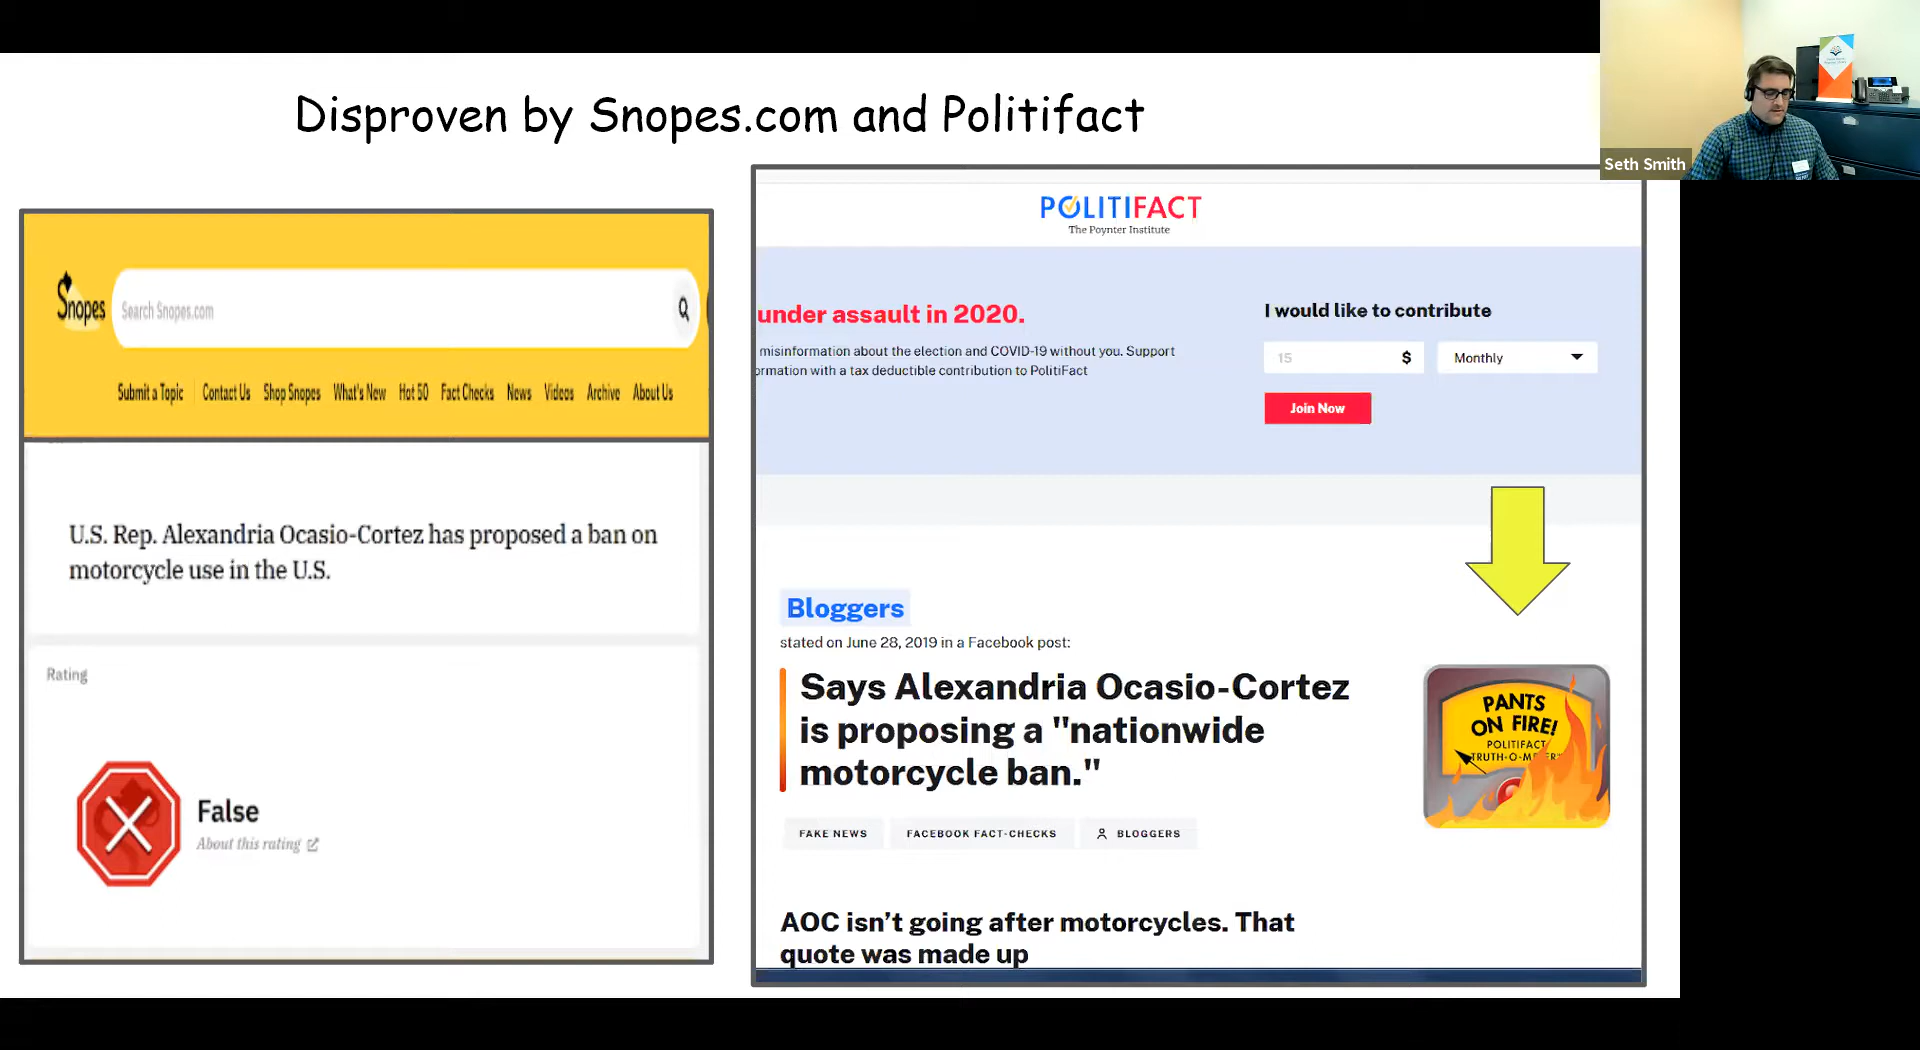 Disproven by Snopes.com and Politifact
Seth Smith
Snopes
Search Snopes.com
Submit a Topic
Contact Us
Shop Snopes
What's New
Hot 50
Fact Checks
News
Videos
Archive
About Us
U.S. Rep. Alexandria Ocasio-Cortez has proposed a ban on
motorcycle use in the U.S.
Rating
False
About this rating
POLITIFACT
The Poynter Institute
under assault in 2020.
misinformation about the election and COVID-19 without you. Support
ormation with a tax deductible contribution to PolitiFact
I would like to contribute
15 $
Monthly
Join Now
Bloggers
stated on June 28, 2019 in a Facebook post:
Says Alexandria Ocasio-Cortez
is proposing a "nationwide
motorcycle ban."
PANTS
ON FIRE!
POLITIFACT
FAKE NEWS
FACEBOOK FACT-CHECKS
BLOGGERS
AOC isn't going after motorcycles. That
quote was made up